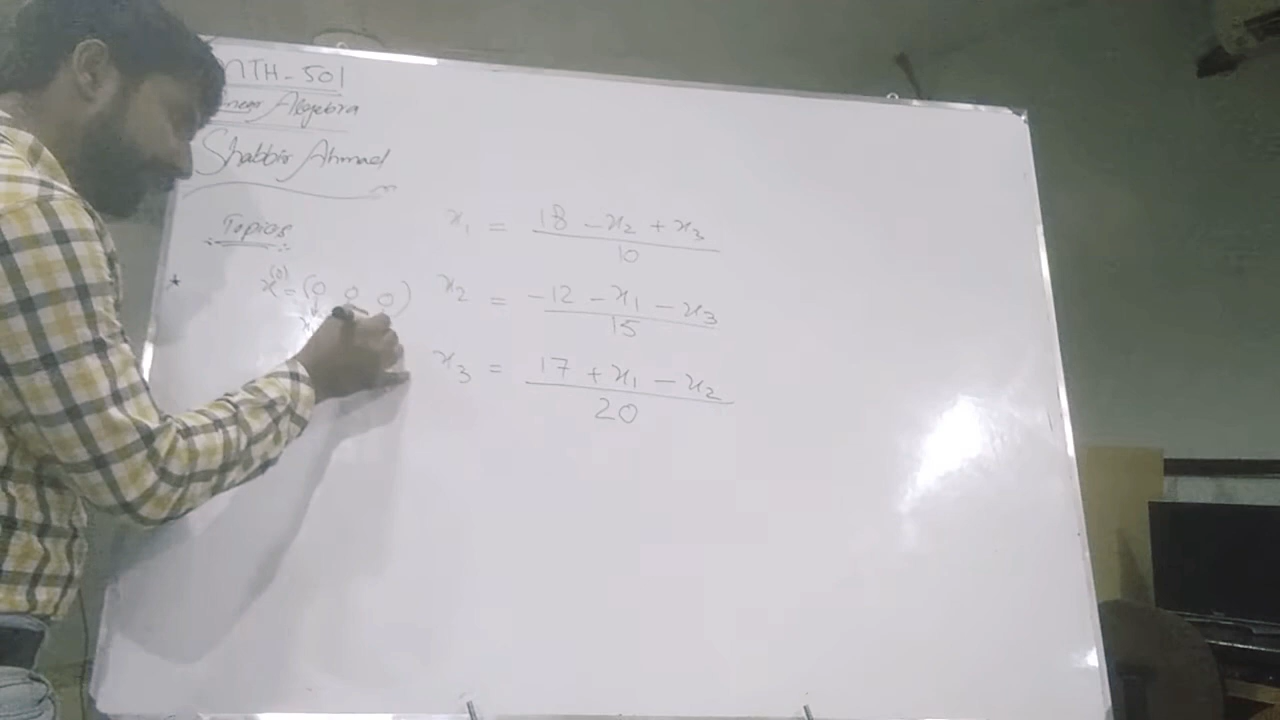 MTH-501
Algebra
Shabbir Ahmad
Topics
* x⁽⁰⁾ = (0 0 0)
x₁ = (18 - x₂ + x₃) / 10
x₂ = (-12 - x₁ - x₃) / 15
x₃ = (17 + x₁ - x₂) / 20